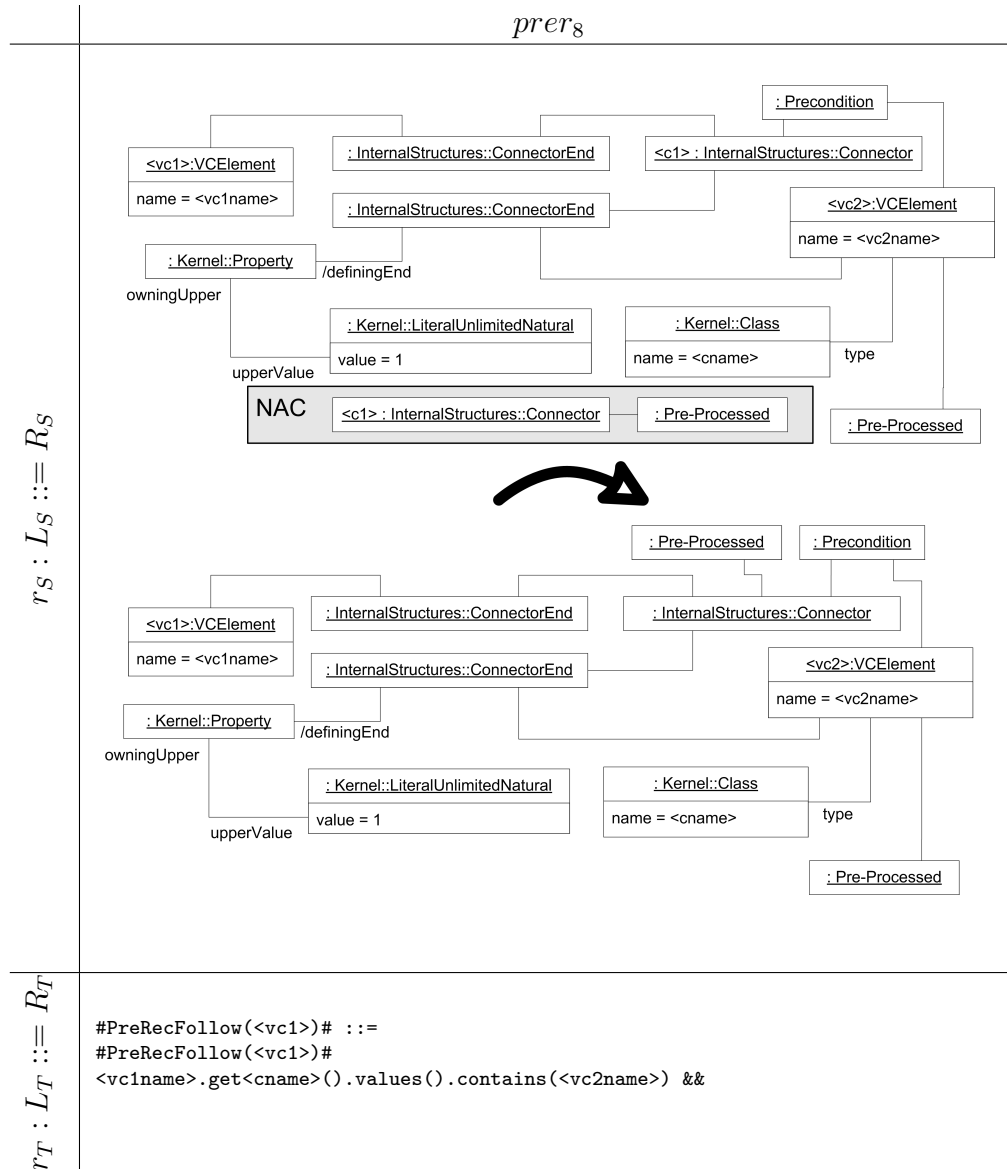 prer8
: Precondition
<vc1>:VCElement
name = <vc1name>
: InternalStructures::ConnectorEnd
<c1> : InternalStructures::Connector
: InternalStructures::ConnectorEnd
<vc2>:VCElement
name = <vc2name>
: Kernel::Property
/definingEnd
owningUpper
: Kernel::LiteralUnlimitedNatural
value = 1
upperValue
: Kernel::Class
name = <cname>
type
NAC
<c1> : InternalStructures::Connector
: Pre-Processed
: Pre-Processed
rS : LS ::= RS
: Pre-Processed
: Precondition
<vc1>:VCElement
name = <vc1name>
: InternalStructures::ConnectorEnd
: InternalStructures::Connector
: InternalStructures::ConnectorEnd
<vc2>:VCElement
name = <vc2name>
: Kernel::Property
/definingEnd
owningUpper
: Kernel::LiteralUnlimitedNatural
value = 1
upperValue
: Kernel::Class
name = <cname>
type
: Pre-Processed
rT : LT ::= RT
#PreRecFollow(<vc1>)# ::=
#PreRecFollow(<vc1>)#
<vc1name>.get<cname>().values().contains(<vc2name>) &&